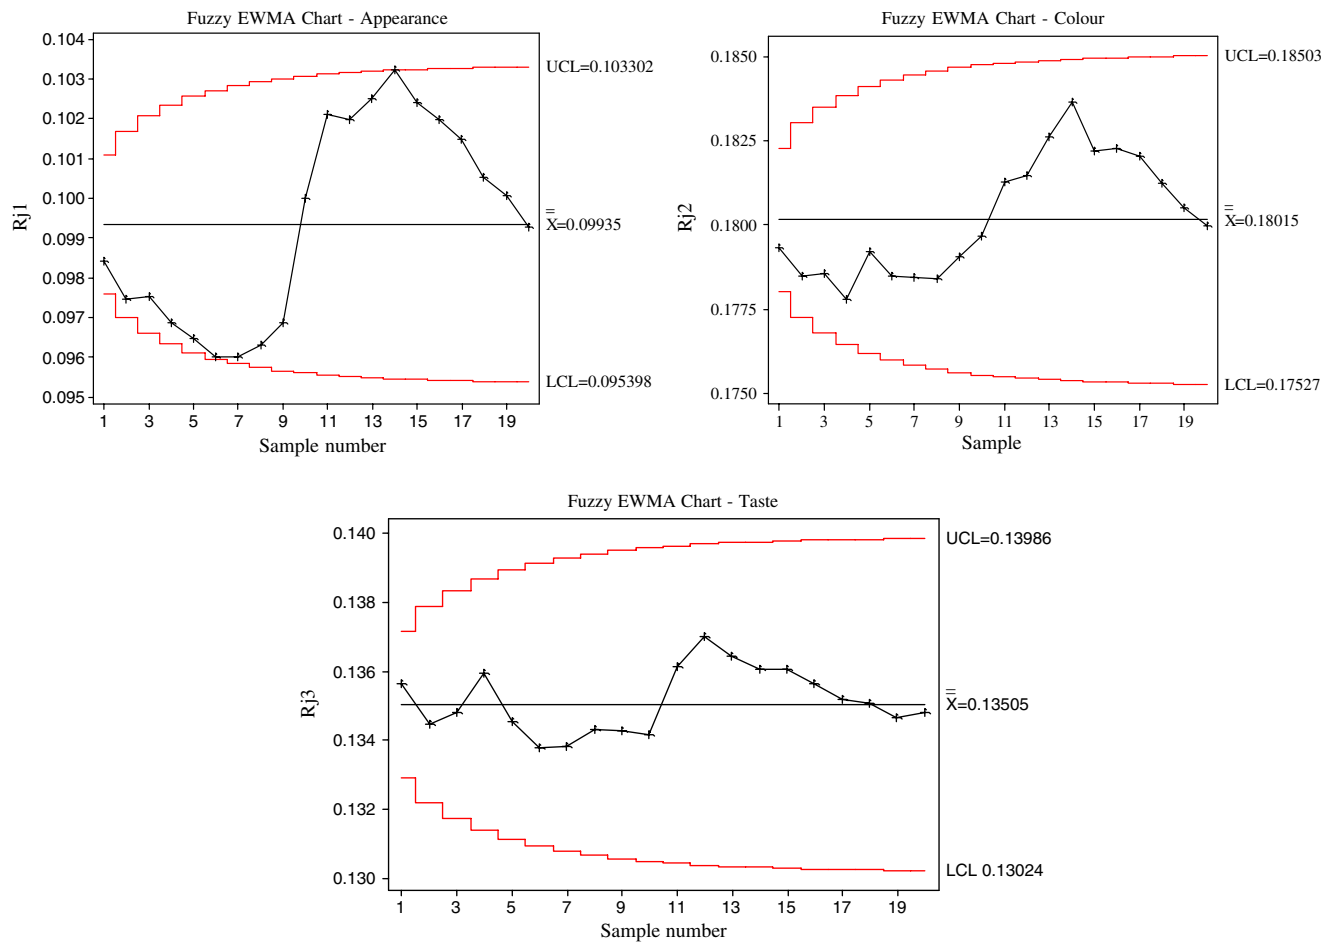 Fuzzy EWMA Chart - Appearance
0.104
0.103
0.102
0.101
0.100
0.099
0.098
0.097
0.096
0.095
Rj1
UCL=0.103302
X=0.09935
LCL=0.095398
1 3 5 7 9 11 13 15 17 19
Sample number
Fuzzy EWMA Chart - Colour
0.1850
0.1825
0.1800
0.1775
0.1750
Rj2
UCL=0.18503
X=0.18015
LCL=0.17527
1 3 5 7 9 11 13 15 17 19
Sample
Fuzzy EWMA Chart - Taste
0.140
0.138
0.136
0.134
0.132
0.130
Rj3
UCL=0.13986
X=0.13505
LCL 0.13024
1 3 5 7 9 11 13 15 17 19
Sample number